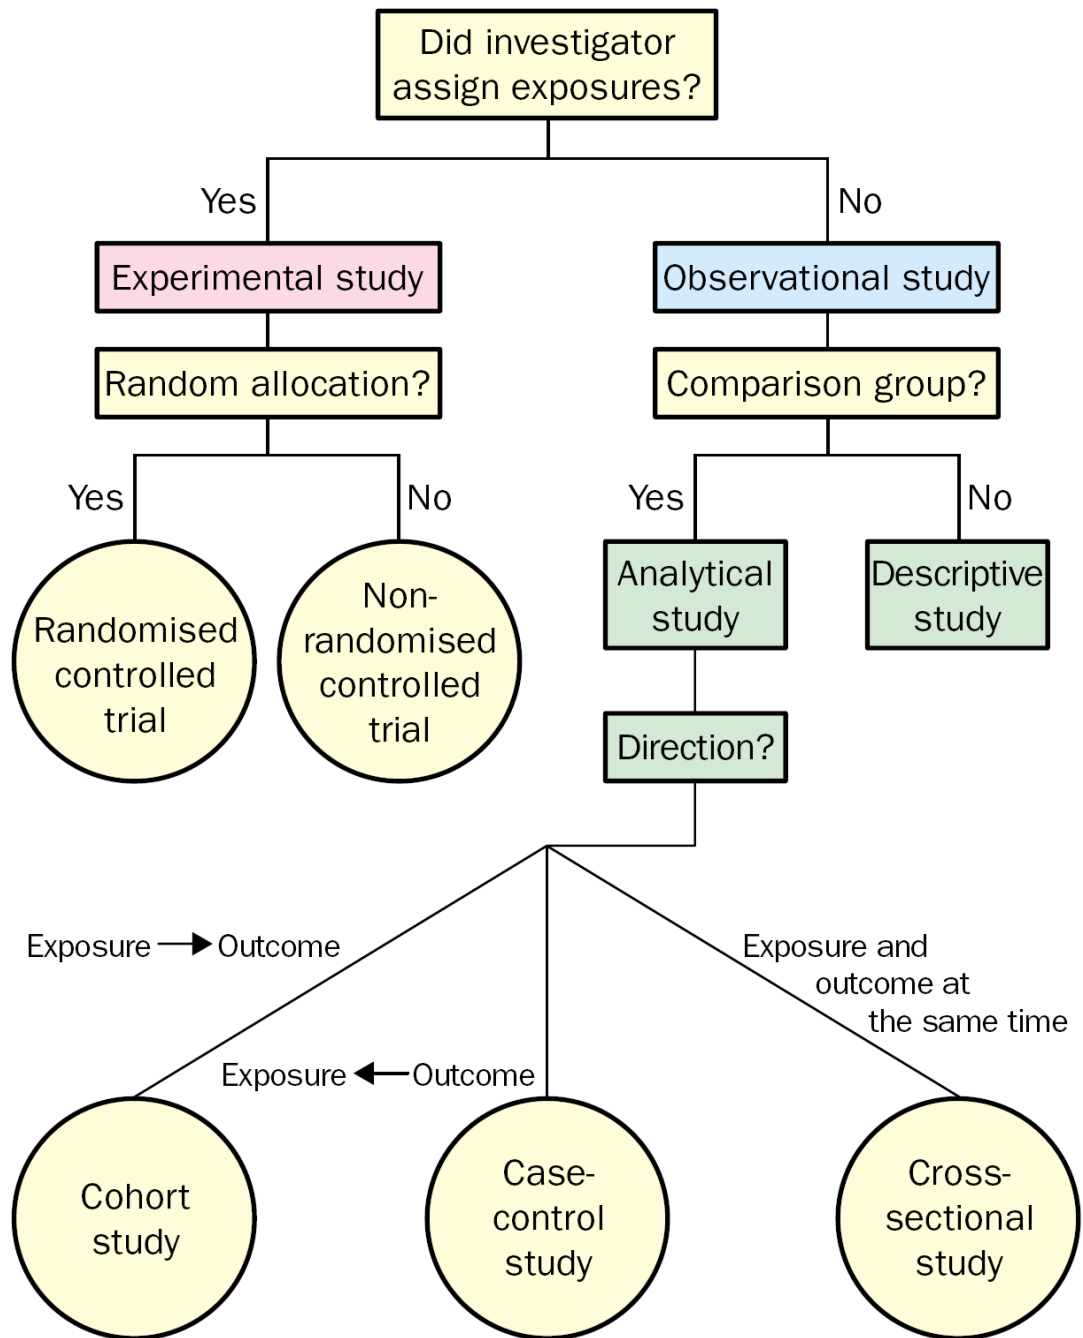 Did investigator
assign exposures?
Yes
No
Experimental study
Observational study
Random allocation?
Comparison group?
Yes
No
Yes
No
Randomised
controlled
trial
Non-
randomised
controlled
trial
Analytical
study
Descriptive
study
Direction?
Exposure → Outcome
Exposure and
outcome at
the same time
Exposure ← Outcome
Cohort
study
Case-
control
study
Cross-
sectional
study